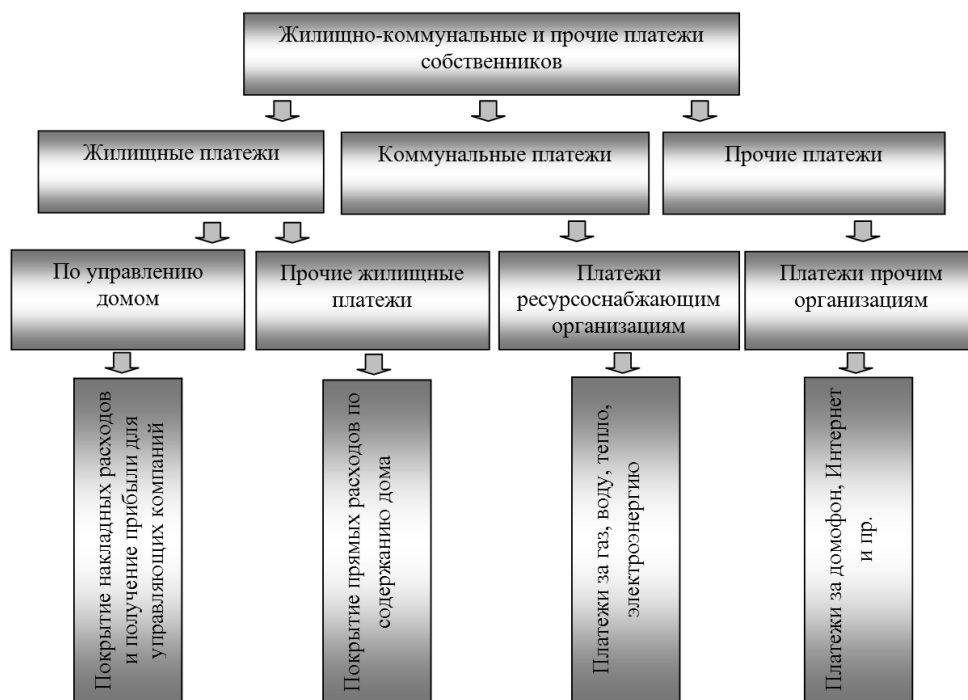 Жилищно-коммунальные и прочие платежи
собственников
Жилищные платежи
Коммунальные платежи
Прочие платежи
По управлению
домом
Прочие жилищные
платежи
Платежи
ресурсоснабжающим
организациям
Платежи прочим
организациям
Покрытие накладных расходов
и получение прибыли для
управляющих компаний
Покрытие прямых расходов по
содержанию дома
Платежи за газ, воду, тепло,
электроэнергию
Платежи за домофон, Интернет
и пр.